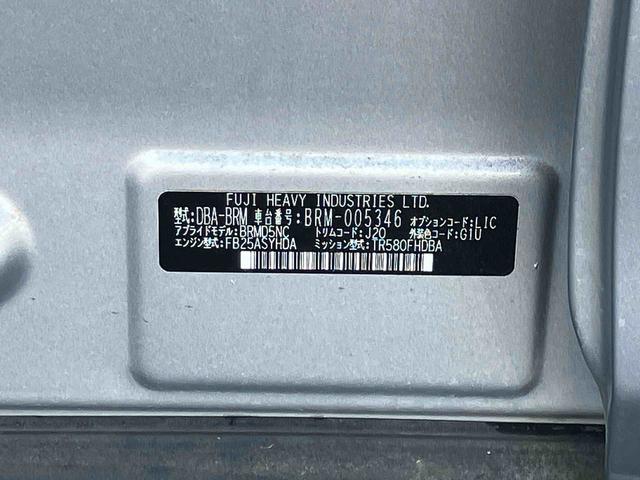 FUJI HEAVY INDUSTRIES LTD.
型式:DBA-BRM 車台番号:BRM-005346 オプションコード:LIC
アプライドモデル:BRMD5NC トリムコード:J20 外装色コード:G1U
エンジン型式:FB25ASYHDA ミッション型式:TR580FHDBA